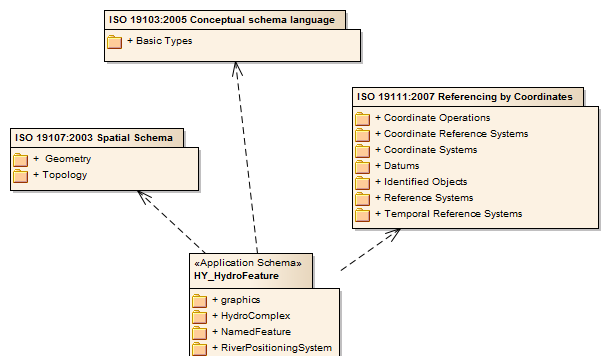 ISO 19103:2005 Conceptual schema language
+ Basic Types
ISO 19111:2007 Referencing by Coordinates
+ Coordinate Operations
+ Coordinate Reference Systems
+ Coordinate Systems
+ Datums
+ Identified Objects
+ Reference Systems
+ Temporal Reference Systems
ISO 19107:2003 Spatial Schema
+ Geometry
+ Topology
«Application Schema»
HY_HydroFeature
+ graphics
+ HydroComplex
+ NamedFeature
+ RiverPositioningSystem